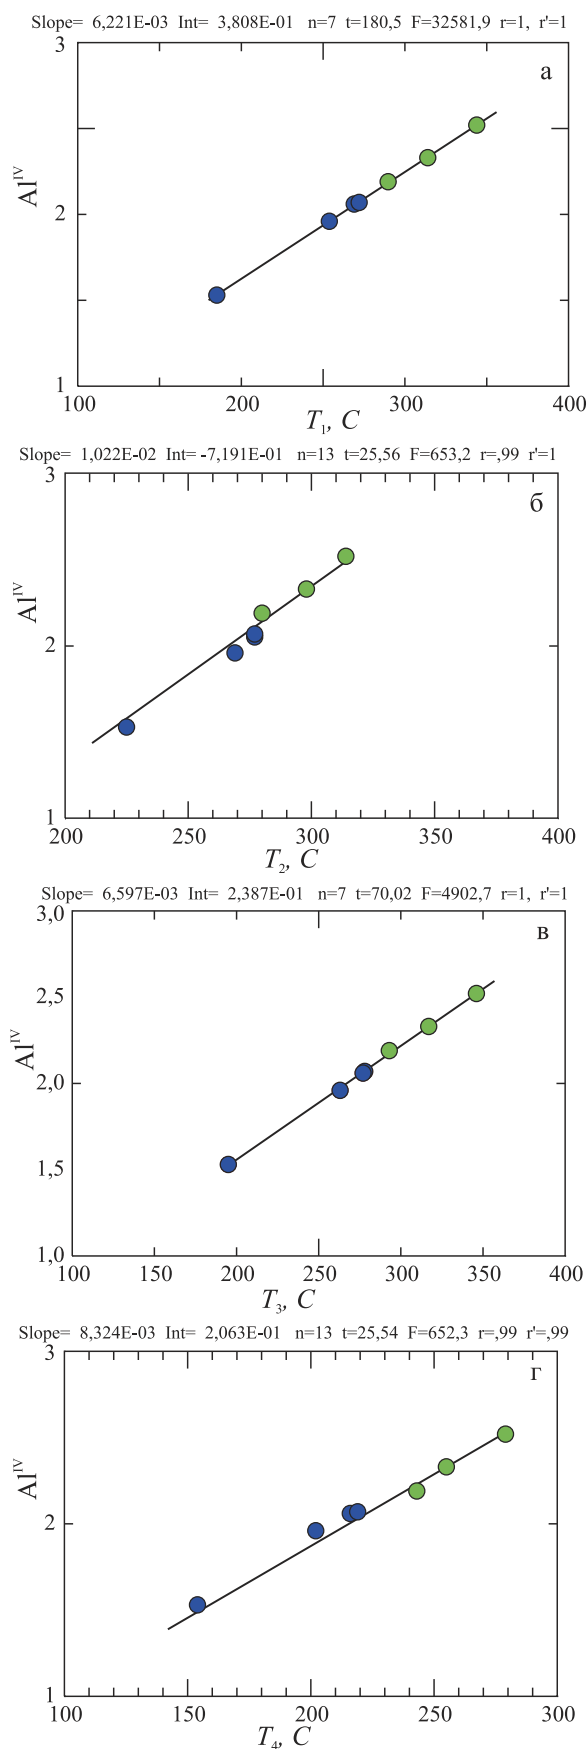 Slope= 6,221E-03 Int= 3,808E-01 n=7 t=180,5 F=32581,9 r=1, r'=1
3
а
Al^IV
2
1
100 200 300 400
T₁, C
Slope= 1,022E-02 Int= -7,191E-01 n=13 t=25,56 F=653,2 r=,99 r'=1
3
б
Al^IV
2
1
200 250 300 350 400
T₂, C
Slope= 6,597E-03 Int= 2,387E-01 n=7 t=70,02 F=4902,7 r=1, r'=1
3,0
в
2,5
Al^IV
2,0
1,5
1,0
100 150 200 250 300 350 400
T₃, C
Slope= 8,324E-03 Int= 2,063E-01 n=13 t=25,54 F=652,3 r=,99 r'=,99
3
г
Al^IV
2
1
100 200 250 300
T₄, C